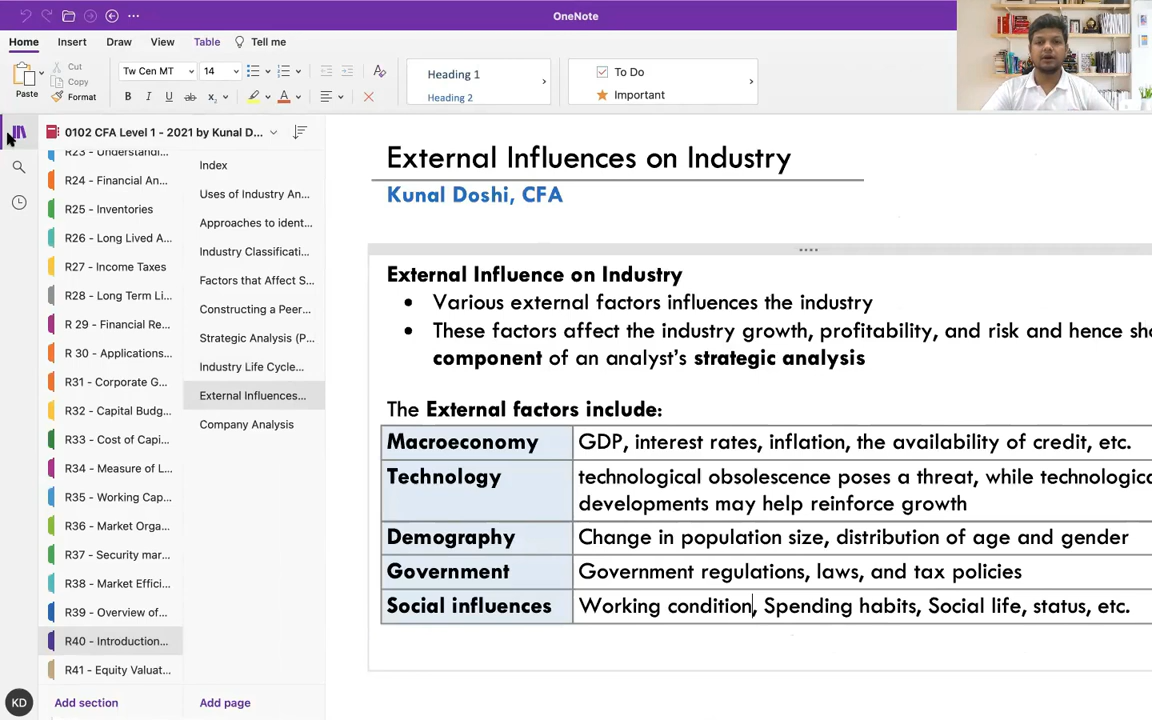 OneNote
Home Insert Draw View Table Tell me
Paste
Cut
Copy
Format
Tw Cen MT 14
B I U ab x₂ A
Heading 1
Heading 2
To Do
Important
0102 CFA Level 1 - 2021 by Kunal D...
R23 - Understandi...
R24 - Financial An...
R25 - Inventories
R26 - Long Lived A...
R27 - Income Taxes
R28 - Long Term Li...
R 29 - Financial Re...
R 30 - Applications...
R31 - Corporate G...
R32 - Capital Budg...
R33 - Cost of Capi...
R34 - Measure of L...
R35 - Working Cap...
R36 - Market Orga...
R37 - Security mar...
R38 - Market Effici...
R39 - Overview of...
R40 - Introduction...
R41 - Equity Valuat...
Add section
KD
Index
Uses of Industry An...
Approaches to ident...
Industry Classificati...
Factors that Affect S...
Constructing a Peer...
Strategic Analysis (P...
Industry Life Cycle...
External Influences...
Company Analysis
Add page
External Influences on Industry
Kunal Doshi, CFA
External Influence on Industry
• Various external factors influences the industry
• These factors affect the industry growth, profitability, and risk and hence sho
component of an analyst's strategic analysis
The External factors include:
Macroeconomy GDP, interest rates, inflation, the availability of credit, etc.
Technology technological obsolescence poses a threat, while technologica
developments may help reinforce growth
Demography Change in population size, distribution of age and gender
Government Government regulations, laws, and tax policies
Social influences Working condition, Spending habits, Social life, status, etc.